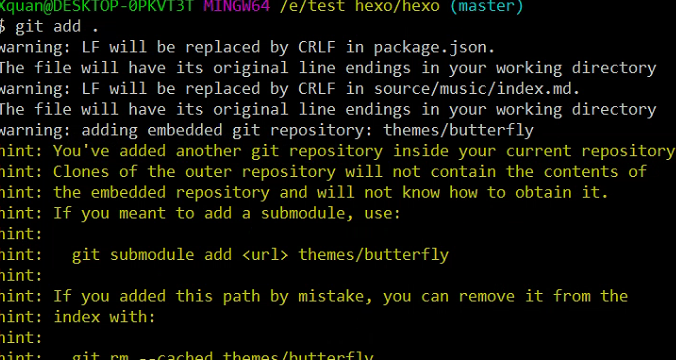 Xquan@DESKTOP-0PKVT3T MINGW64 /e/test hexo/hexo (master)
$ git add .
warning: LF will be replaced by CRLF in package.json.
The file will have its original line endings in your working directory
warning: LF will be replaced by CRLF in source/music/index.md.
The file will have its original line endings in your working directory
warning: adding embedded git repository: themes/butterfly
hint: You've added another git repository inside your current repository
hint: Clones of the outer repository will not contain the contents of
hint: the embedded repository and will not know how to obtain it.
hint: If you meant to add a submodule, use:
hint:
hint:   git submodule add <url> themes/butterfly
hint:
hint: If you added this path by mistake, you can remove it from the
hint: index with:
hint:
hint:   git rm --cached themes/butterfly